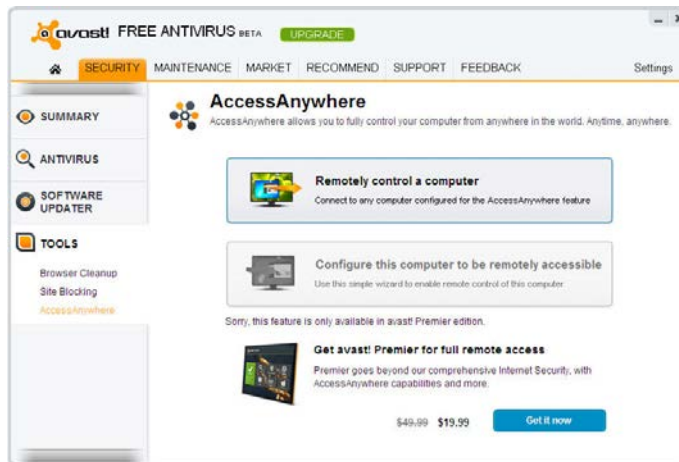 avast! FREE ANTIVIRUS BETA UPGRADE
SECURITY MAINTENANCE MARKET RECOMMEND SUPPORT FEEDBACK Settings
SUMMARY
ANTIVIRUS
SOFTWARE
UPDATER
TOOLS
Browser Cleanup
Site Blocking
AccessAnywhere
AccessAnywhere
AccessAnywhere allows you to fully control your computer from anywhere in the world. Anytime, anywhere.
Remotely control a computer
Connect to any computer configured for the AccessAnywhere feature
Configure this computer to be remotely accessible
Use this simple wizard to enable remote control of this computer
Sorry, this feature is only available in avast! Premier edition.
Get avast! Premier for full remote access
Premier goes beyond our comprehensive Internet Security, with
AccessAnywhere capabilities and more.
$49.99 $19.99 Get it now